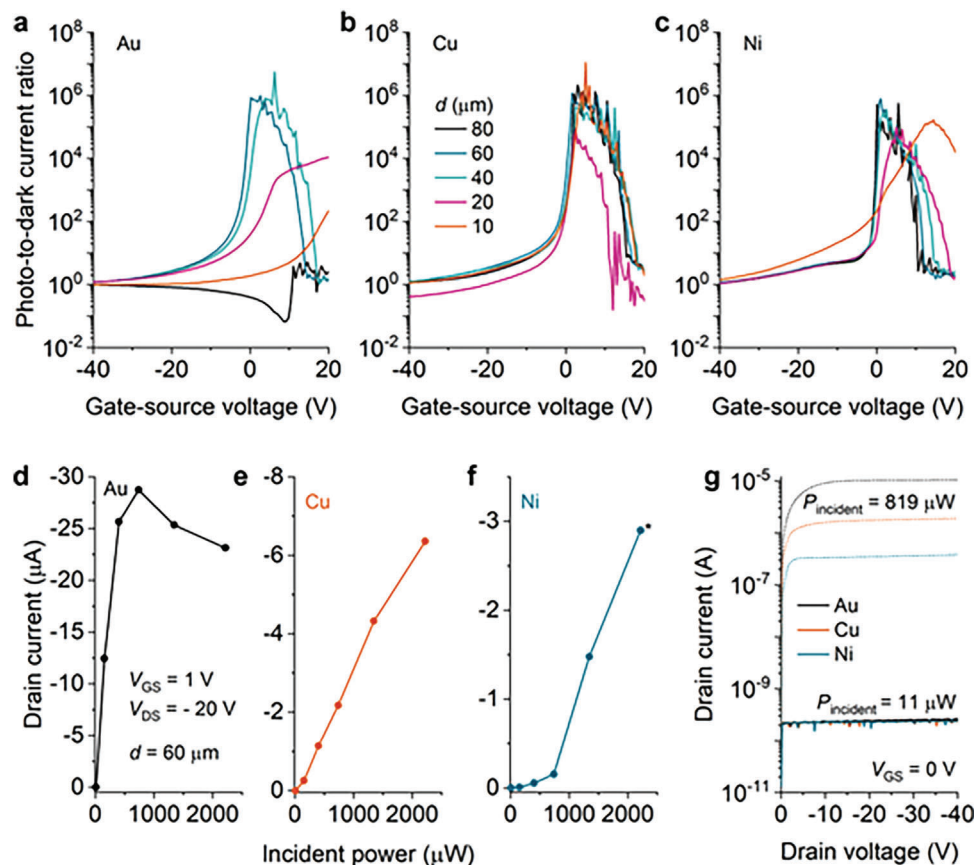 a
Au
b
Cu
c
Ni
Photo-to-dark current ratio
10^8
10^6
10^4
10^2
10^0
10^-2
-40
-20
0
20
Gate-source voltage (V)
10^8
10^6
10^4
10^2
10^0
10^-2
d (μm)
80
60
40
20
10
-40
-20
0
20
Gate-source voltage (V)
10^8
10^6
10^4
10^2
10^0
10^-2
-40
-20
0
20
Gate-source voltage (V)
d
Au
Drain current (μA)
-30
-25
-20
-15
-10
-5
0
V_GS = 1 V
V_DS = - 20 V
d = 60 μm
0
1000
2000
e
Cu
-8
-6
-4
-2
0
0
1000
2000
Incident power (μW)
f
Ni
*
-3
-2
-1
0
0
1000
2000
g
Drain current (A)
10^-5
10^-7
10^-9
10^-11
P_incident = 819 μW
Au
Cu
Ni
P_incident = 11 μW
V_GS = 0 V
0
-10
-20
-30
-40
Drain voltage (V)